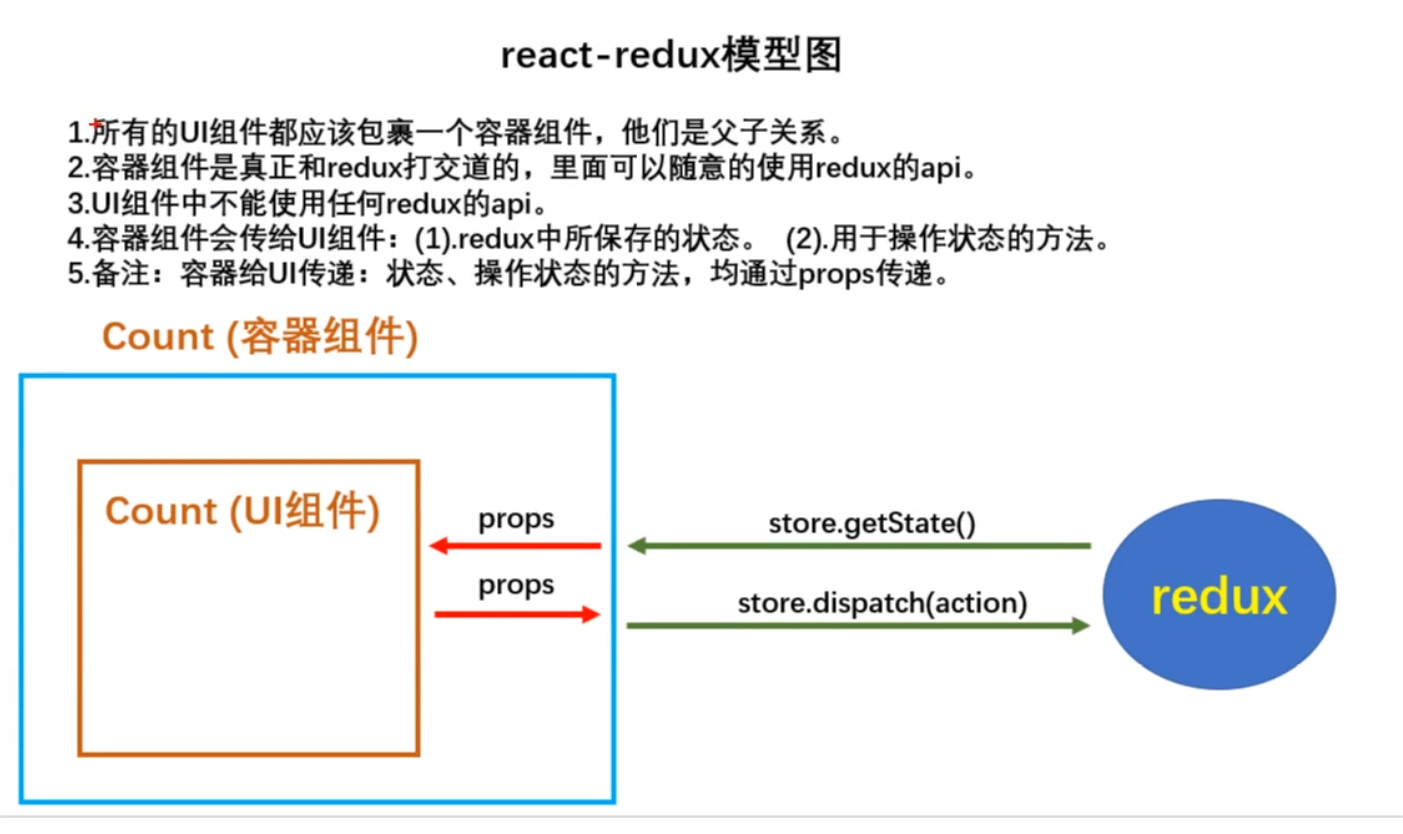 react-redux模型图
1.所有的UI组件都应该包裹一个容器组件，他们是父子关系。
2.容器组件是真正和redux打交道的，里面可以随意的使用redux的api。
3.UI组件中不能使用任何redux的api。
4.容器组件会传给UI组件：(1).redux中所保存的状态。 (2).用于操作状态的方法。
5.备注：容器给UI传递：状态、操作状态的方法，均通过props传递。
Count (容器组件)
Count (UI组件)
props
store.getState()
props
store.dispatch(action)
redux